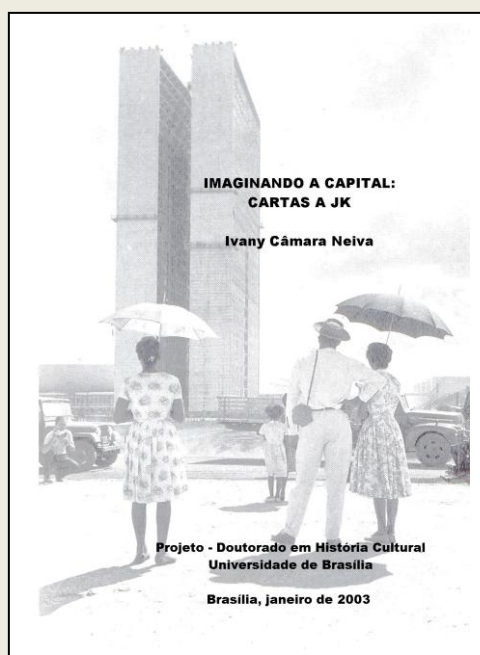 IMAGINANDO A CAPITAL:
CARTAS A JK
Ivany Câmara Neiva
Projeto - Doutorado em História Cultural
Universidade de Brasília
Brasília, janeiro de 2003